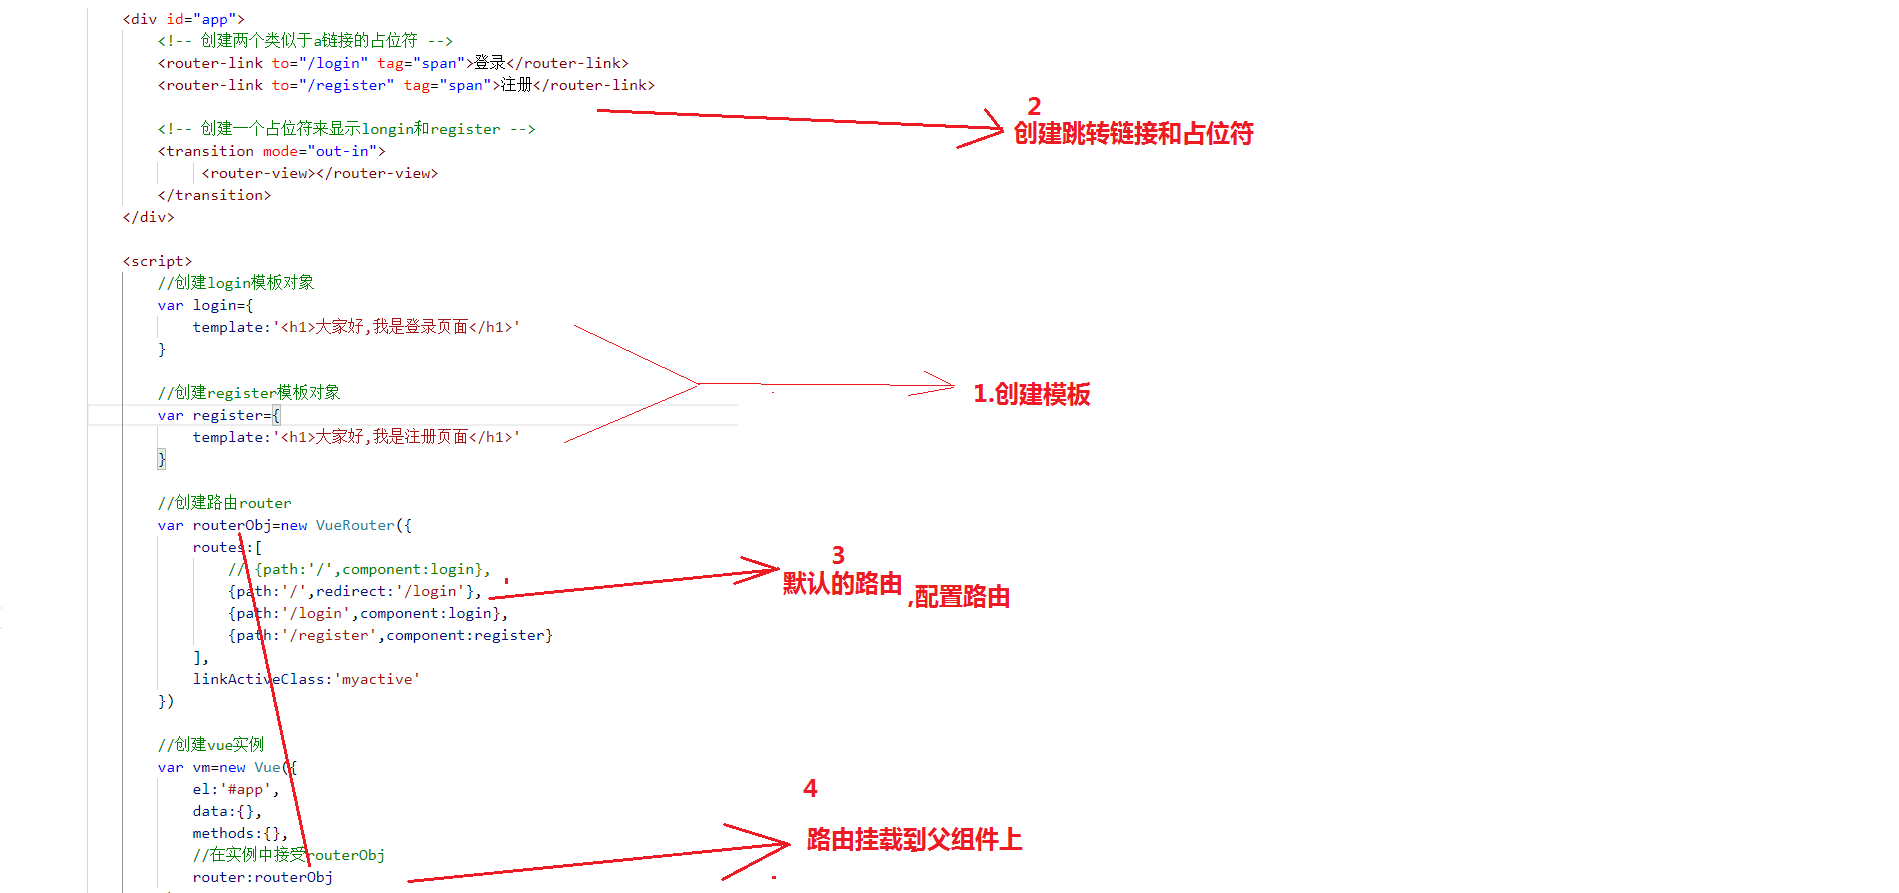 <div id="app">
<!-- 创建两个类似于a链接的占位符 -->
<router-link to="/login" tag="span">登录</router-link>
<router-link to="/register" tag="span">注册</router-link>
2
创建跳转链接和占位符
<!-- 创建一个占位符来显示longin和register -->
<transition mode="out-in">
<router-view></router-view>
</transition>
</div>
<script>
//创建login模板对象
var login={
template:'<h1>大家好,我是登录页面</h1>'
}
1.创建模板
//创建register模板对象
var register={
template:'<h1>大家好,我是注册页面</h1>'
}
//创建路由router
var routerObj=new VueRouter({
routes:[
// {path:'/',component:login},
{path:'/',redirect:'/login'},
3
默认的路由 ,配置路由
{path:'/login',component:login},
{path:'/register',component:register}
],
linkActiveClass:'myactive'
})
//创建vue实例
var vm=new Vue({
el:'#app',
data:{},
methods:{},
4
路由挂载到父组件上
//在实例中接受routerObj
router:routerObj